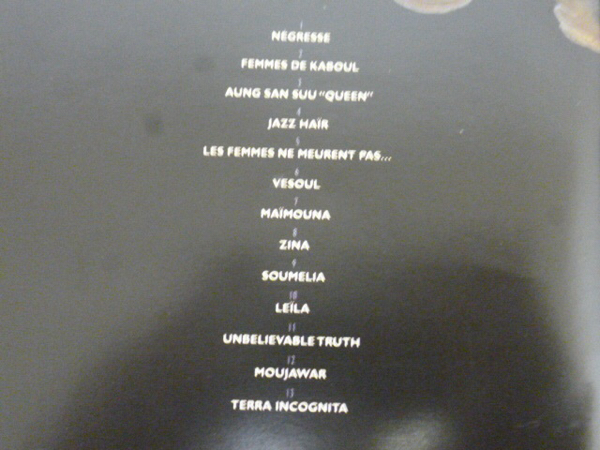 1
NÉGRESSE
2
FEMMES DE KABOUL
3
AUNG SAN SUU "QUEEN"
4
JAZZ HAÏR
5
LES FEMMES NE MEURENT PAS...
6
VESOUL
7
MAÏMOUNA
8
ZINA
9
SOUMELIA
10
LEÏLA
11
UNBELIEVABLE TRUTH
12
MOUJAWAR
13
TERRA INCOGNITA